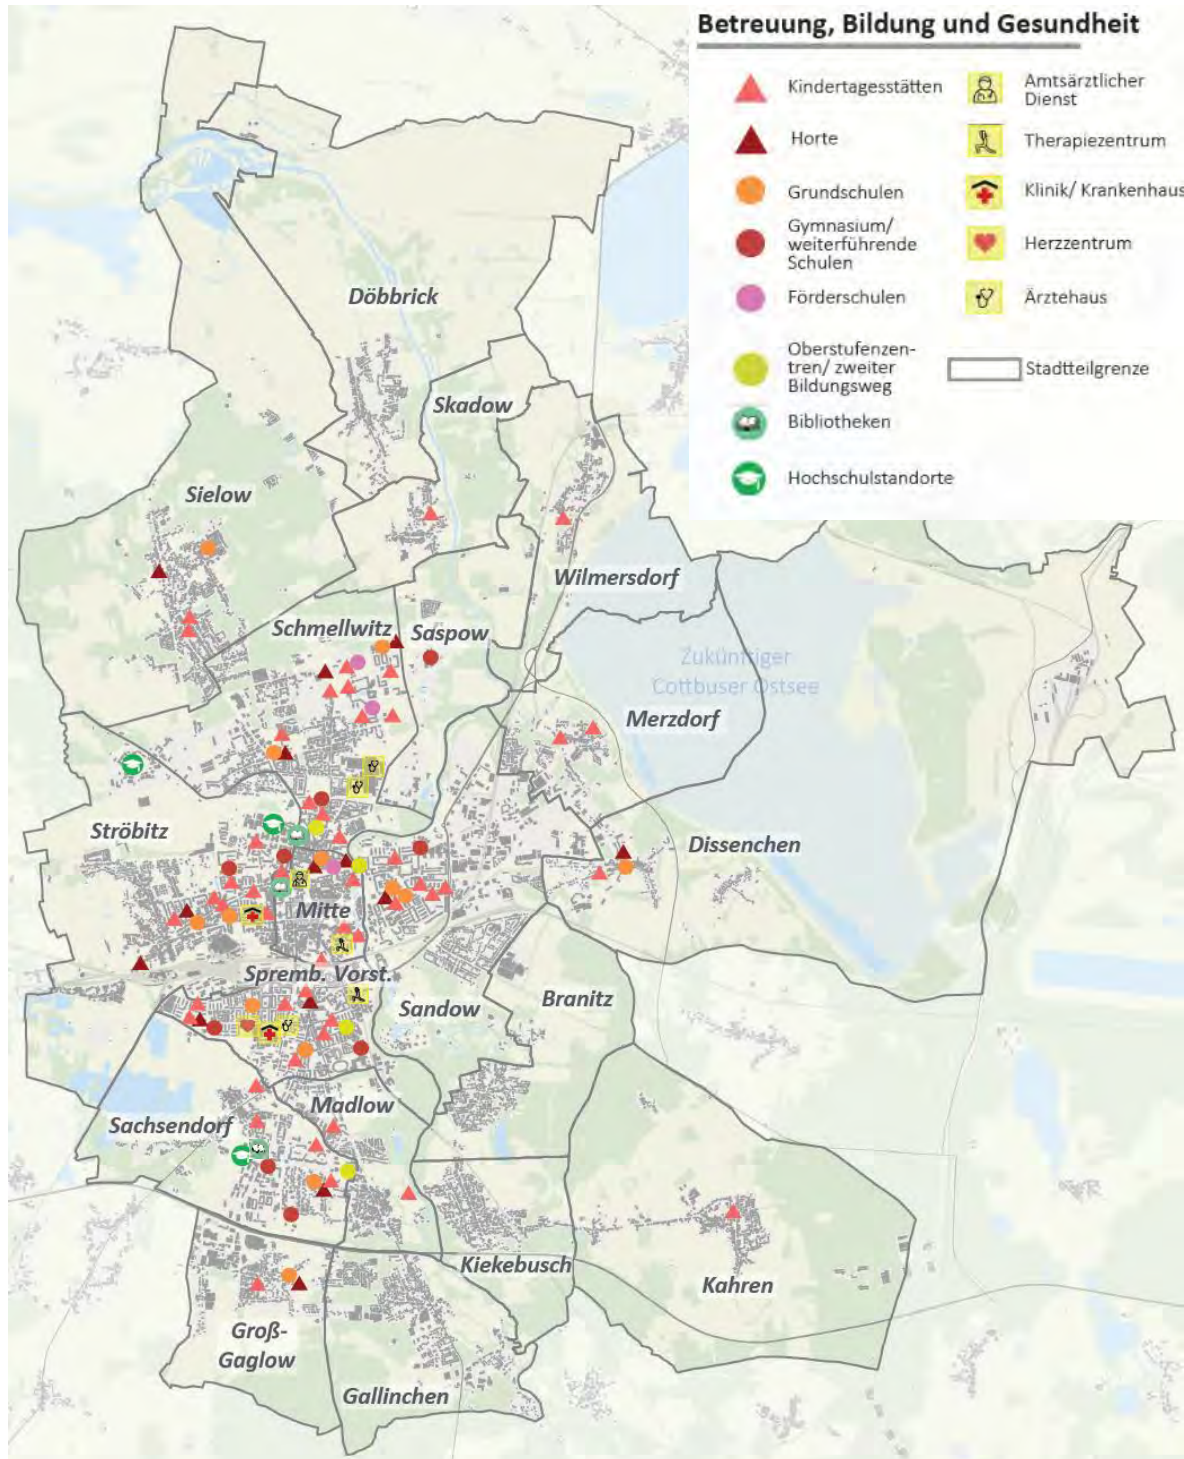 Betreuung, Bildung und Gesundheit
Kindertagesstätten
Horte
Grundschulen
Gymnasium/
weiterführende
Schulen
Förderschulen
Oberstufenzen-
tren/ zweiter
Bildungsweg
Bibliotheken
Hochschulstandorte
Amtsärztlicher
Dienst
Therapiezentrum
Klinik/ Krankenhaus
Herzzentrum
Ärztehaus
Stadtteilgrenze
Döbbrick
Skadow
Sielow
Wilmersdorf
Schmellwitz
Saspow
Zukünftiger
Cottbuser Ostsee
Merzdorf
Ströbitz
Dissenchen
Mitte
Spremb. Vorst.
Sandow
Branitz
Madlow
Sachsendorf
Kiekebusch
Kahren
Groß-
Gaglow
Gallinchen